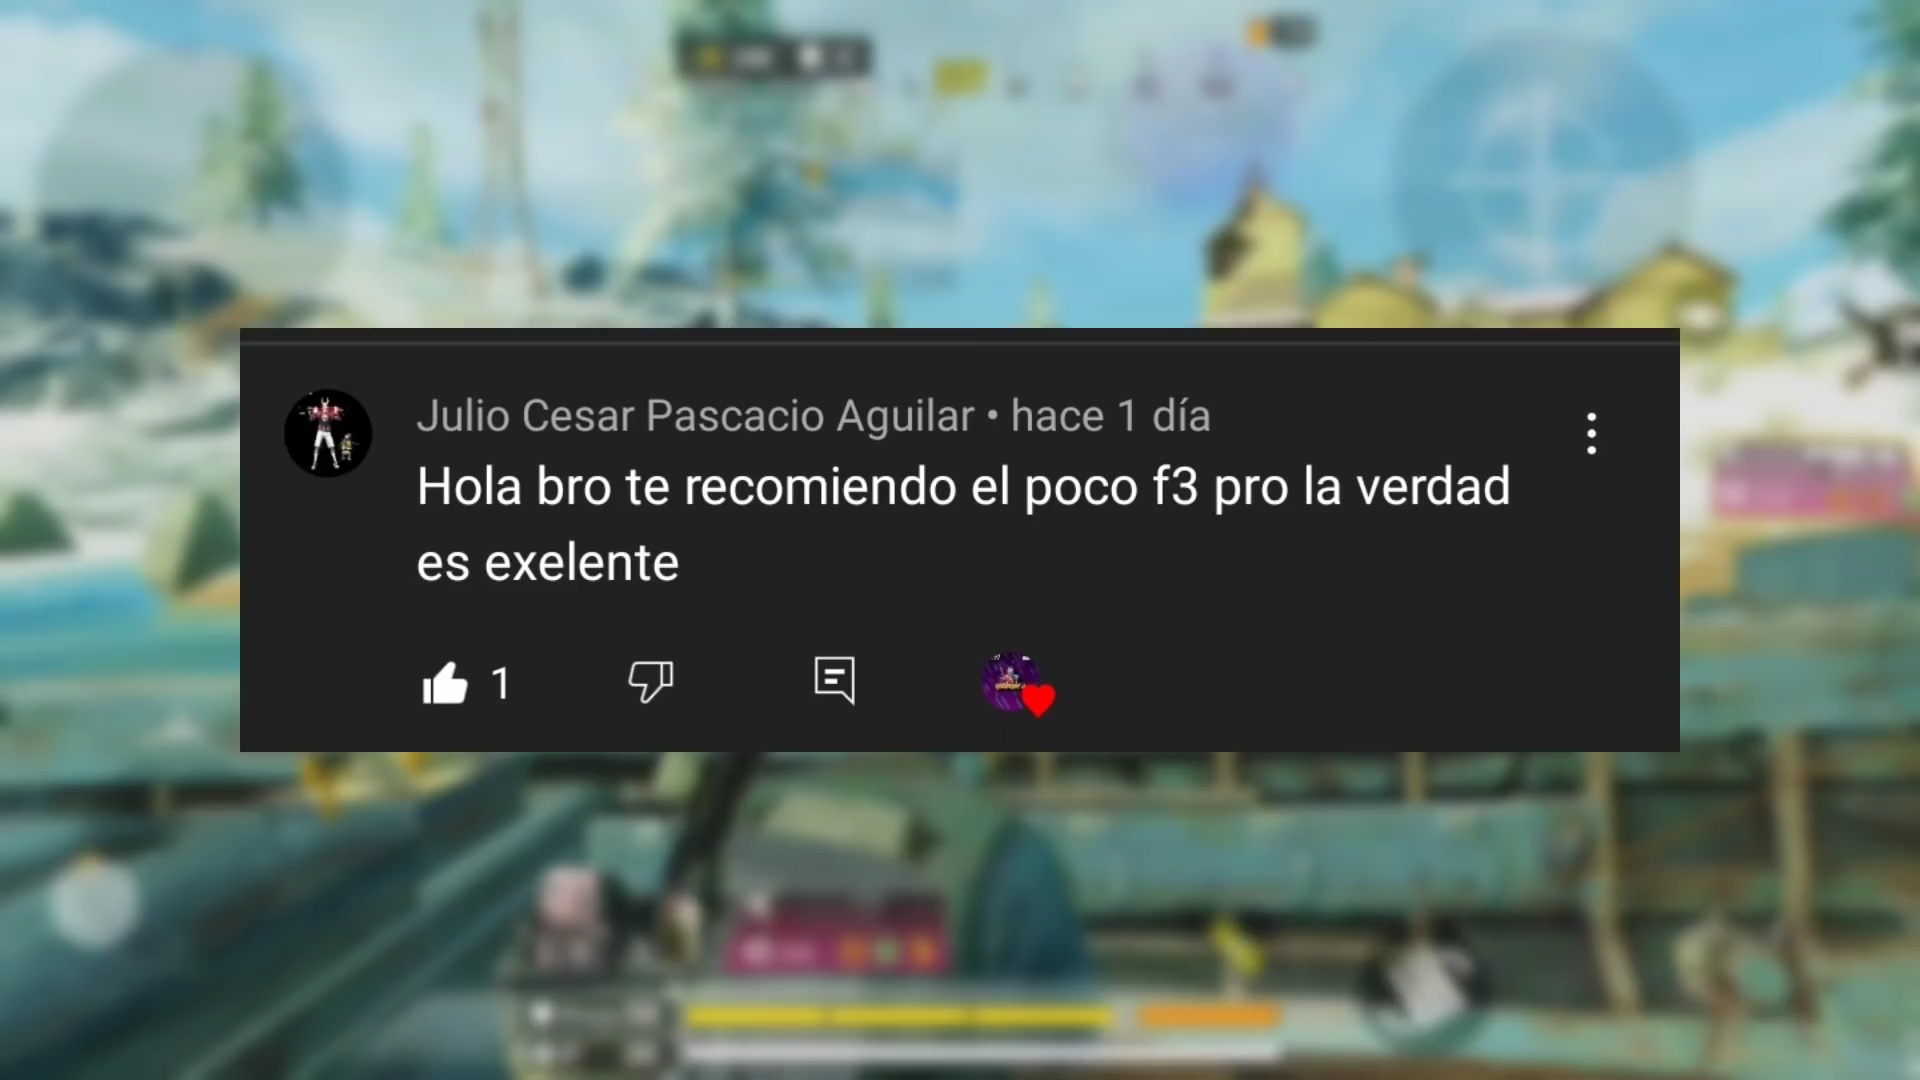 Julio Cesar Pascacio Aguilar • hace 1 día
Hola bro te recomiendo el poco f3 pro la verdad
es exelente
1